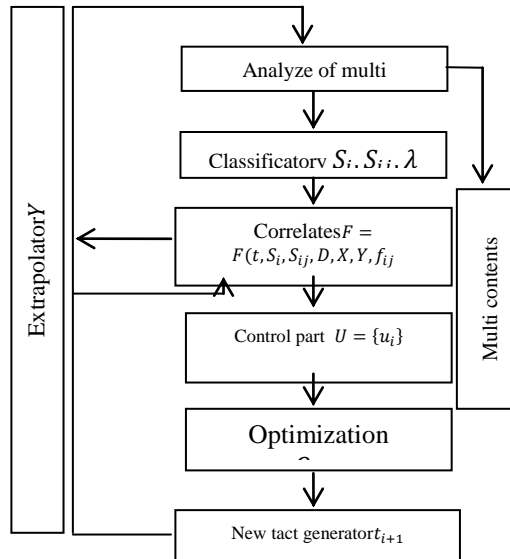 Analyze of multi
Classificatory S_i. S_ij. λ
Correlates F =
F(t, S_i, S_ij, D, X, Y, f_ij
Control part U = {u_i}
Optimization
New tact generator t_{i+1}
Extrapolator Y
Multi contents